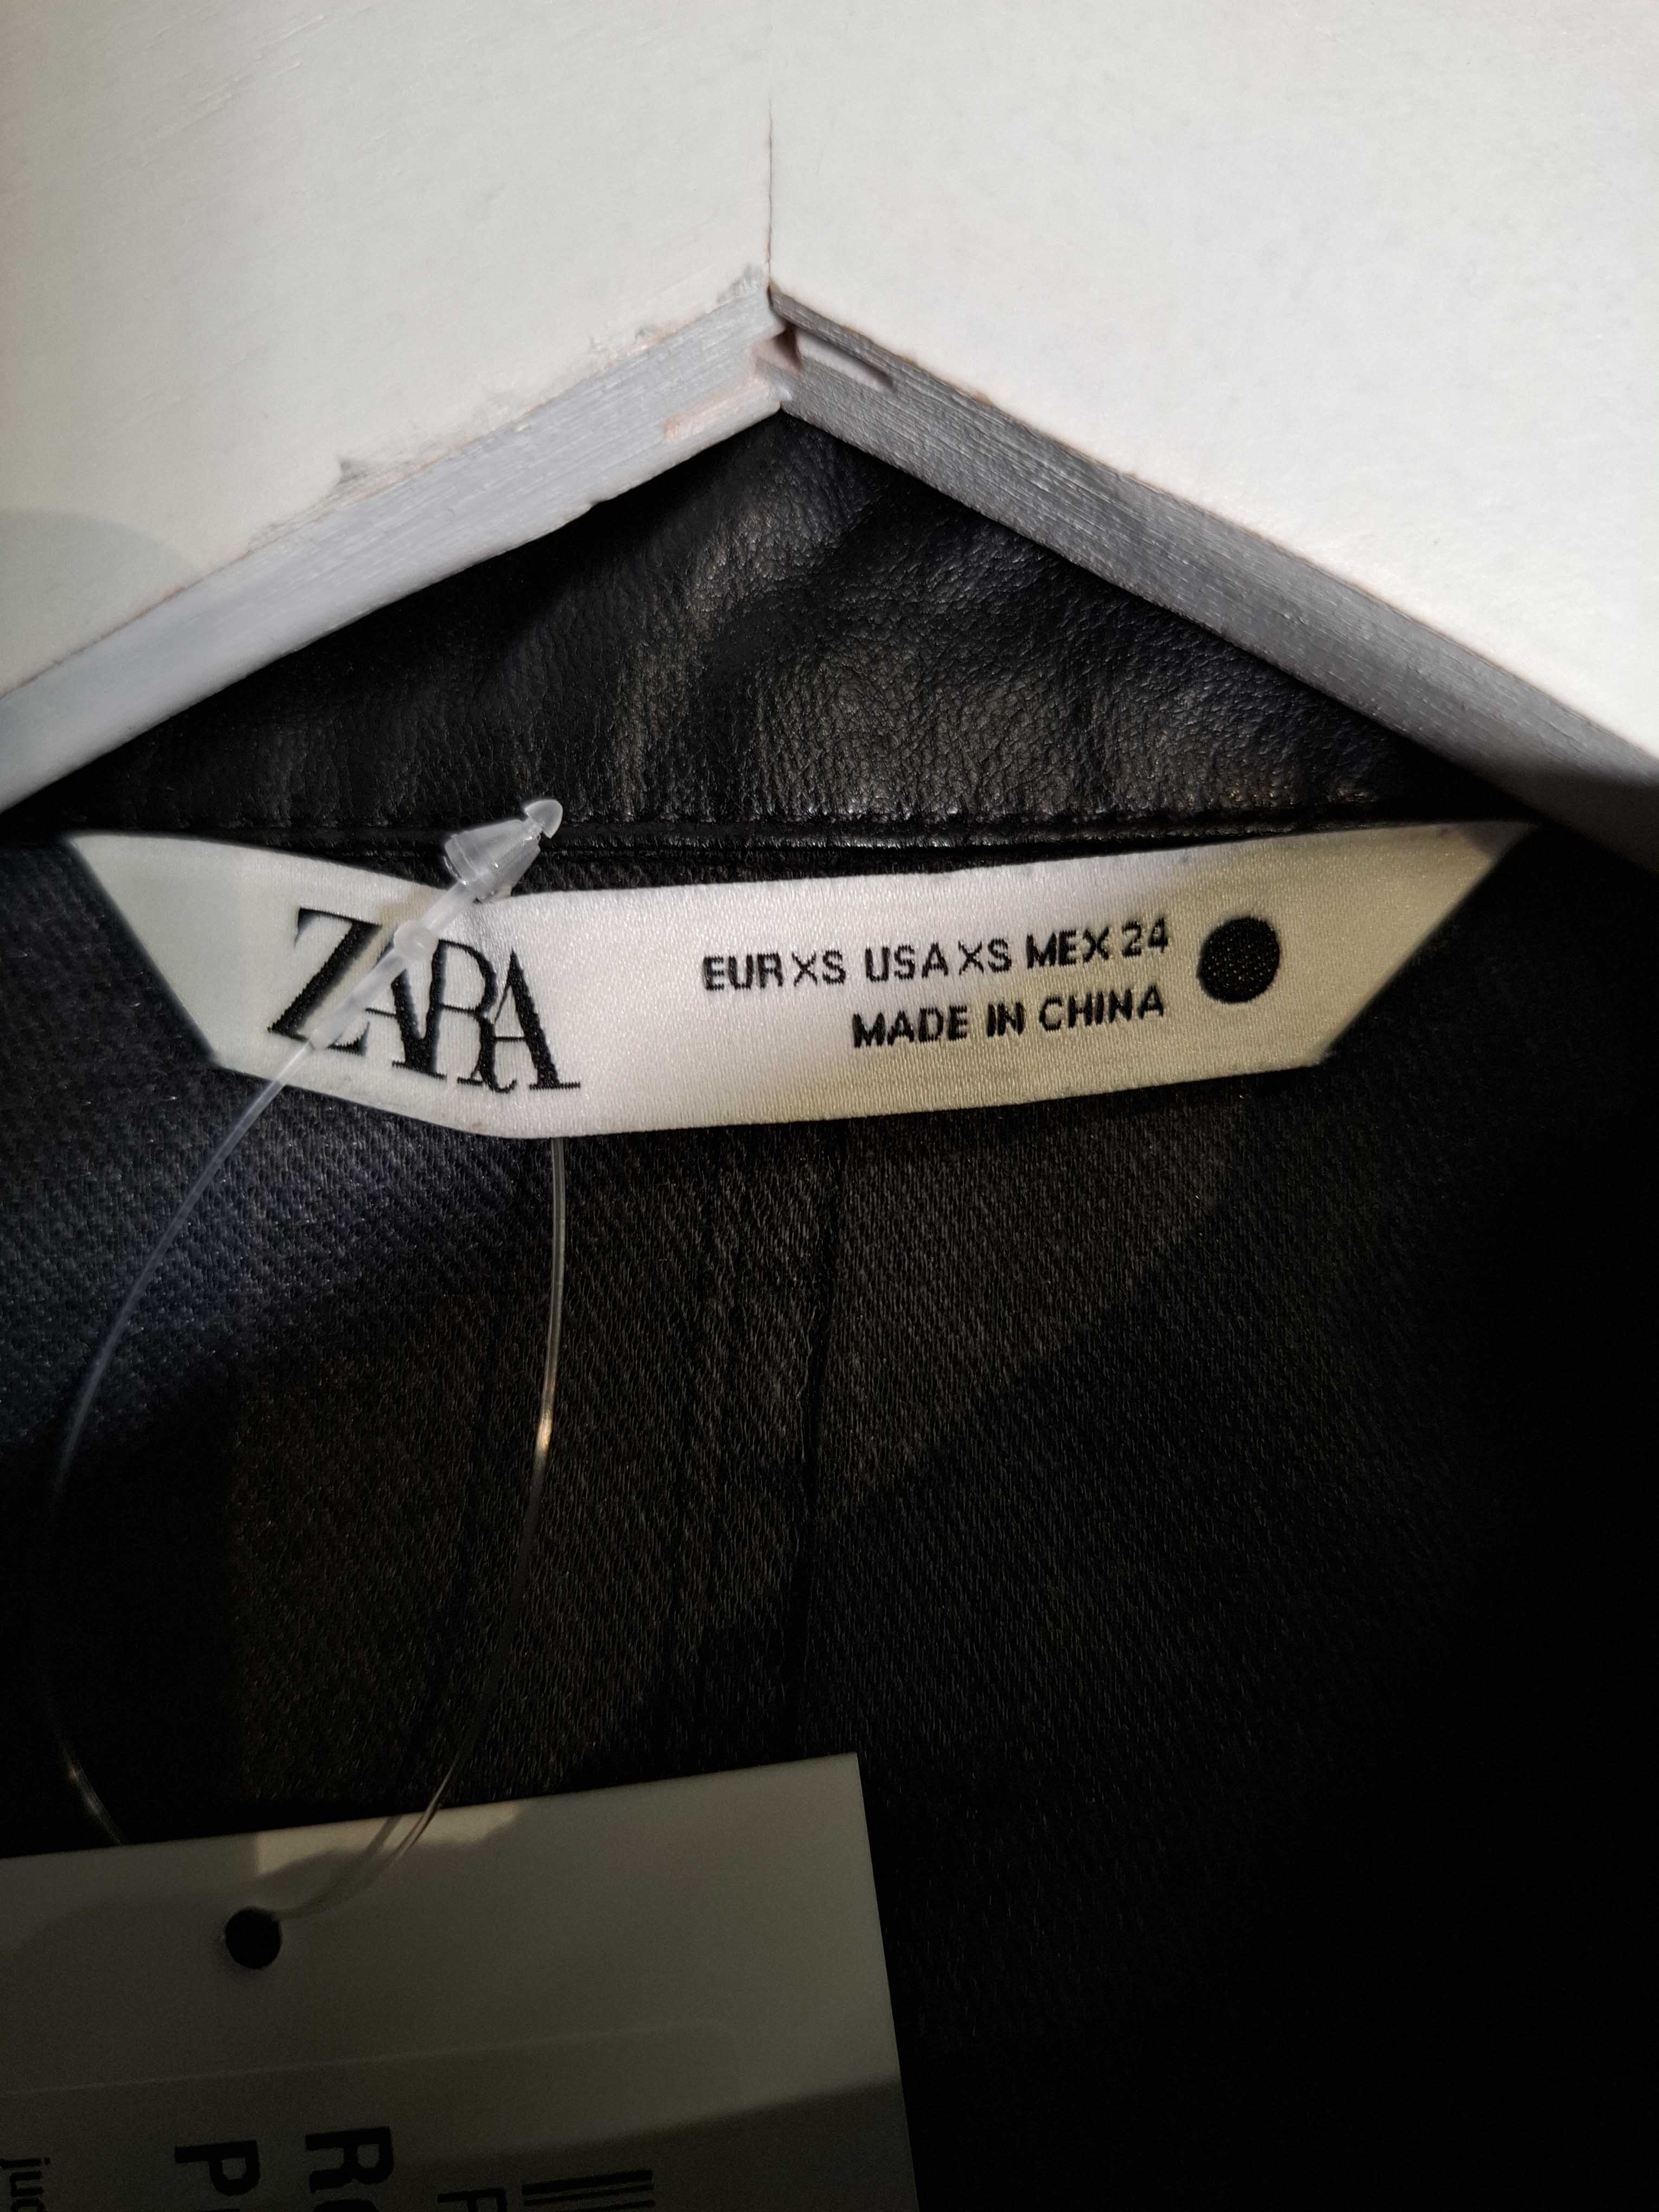 ZARA
EUR XS USA XS MEX 24
MADE IN CHINA